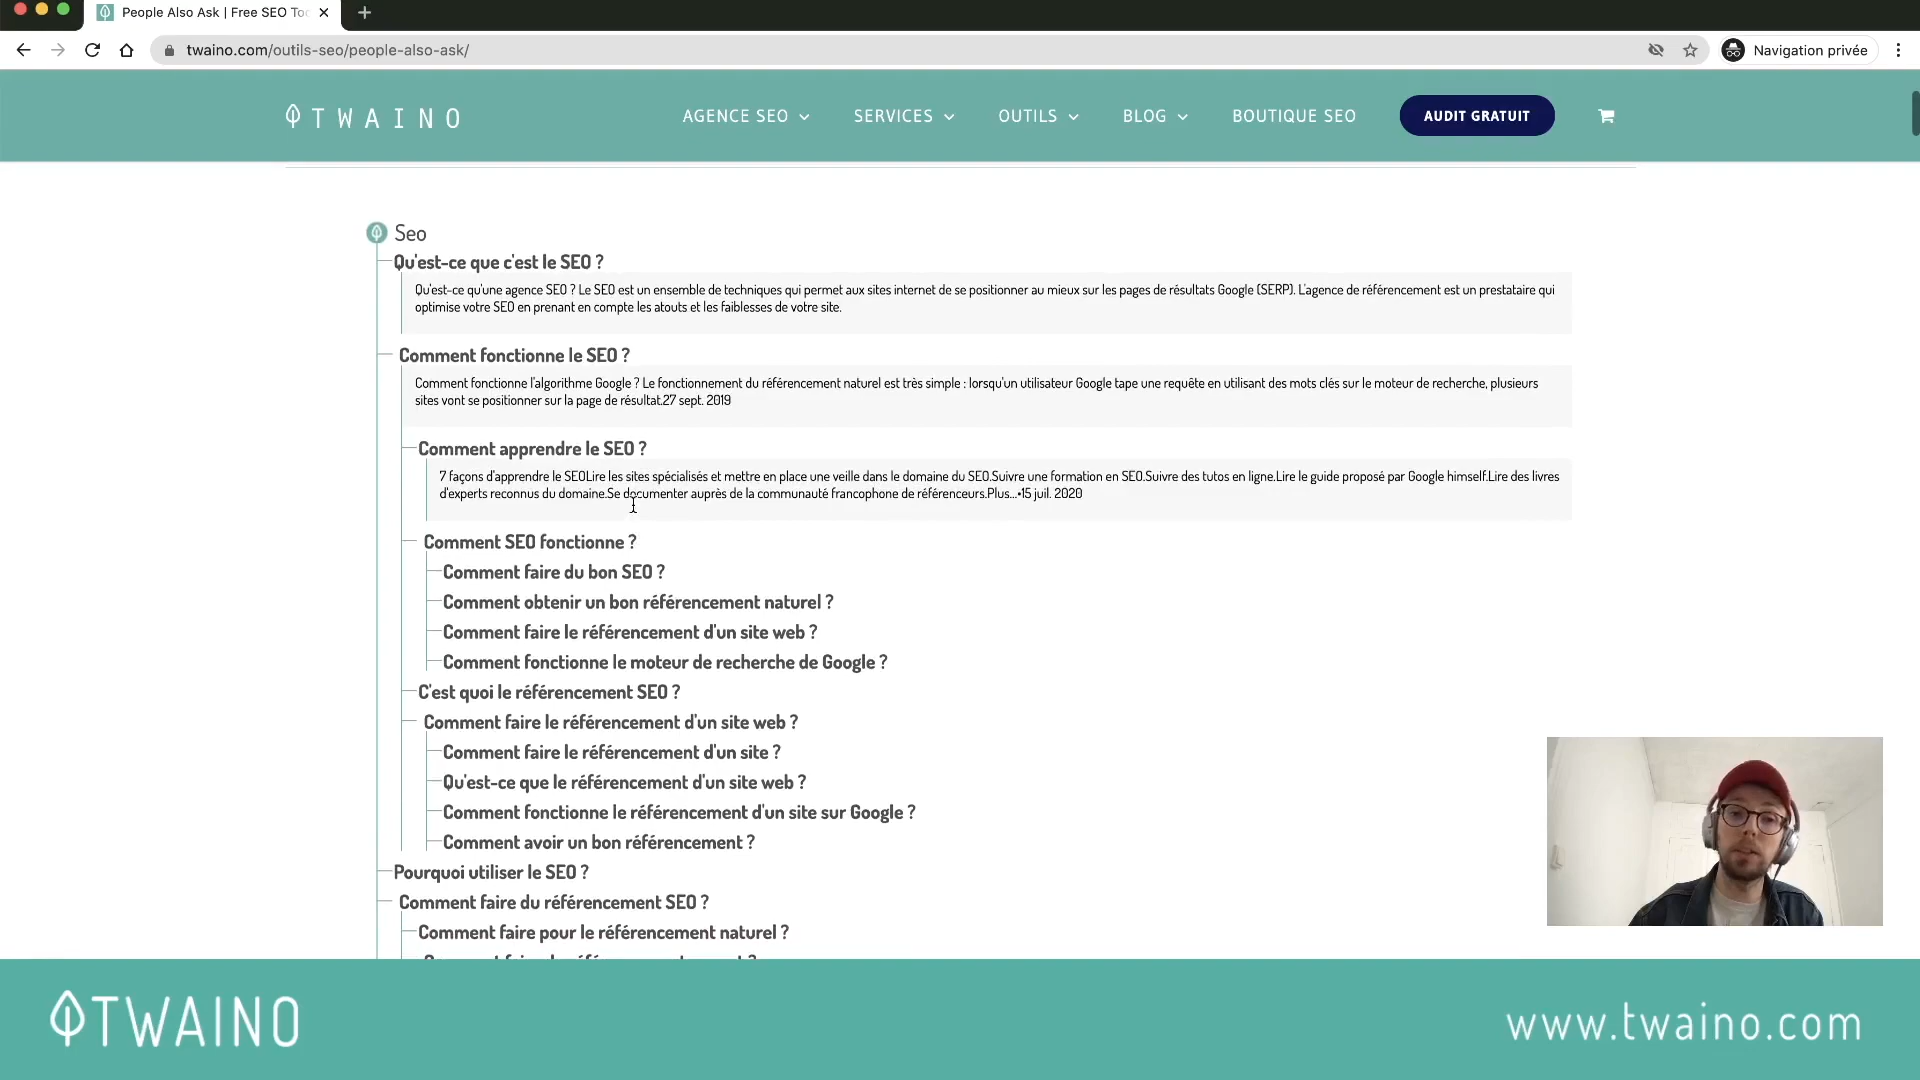 People Also Ask | Free SEO Too
twaino.com/outils-seo/people-also-ask/
Navigation privée
TWAINO
AGENCE SEO
SERVICES
OUTILS
BLOG
BOUTIQUE SEO
AUDIT GRATUIT
Seo
Qu'est-ce que c'est le SEO ?
Qu'est-ce qu'une agence SEO ? Le SEO est un ensemble de techniques qui permet aux sites internet de se positionner au mieux sur les pages de résultats Google (SERP). L'agence de référencement est un prestataire qui
optimise votre SEO en prenant en compte les atouts et les faiblesses de votre site.
Comment fonctionne le SEO ?
Comment fonctionne l'algorithme Google ? Le fonctionnement du référencement naturel est très simple : lorsqu'un utilisateur Google tape une requête en utilisant des mots clés sur le moteur de recherche, plusieurs
sites vont se positionner sur la page de résultat.27 sept. 2019
Comment apprendre le SEO ?
7 façons d'apprendre le SEOLire les sites spécialisés et mettre en place une veille dans le domaine du SEO.Suivre une formation en SEO.Suivre des tutos en ligne.Lire le guide proposé par Google himself.Lire des livres
d'experts reconnus du domaine.Se documenter auprès de la communauté francophone de référenceurs.Plus...•15 juil. 2020
Comment SEO fonctionne ?
Comment faire du bon SEO ?
Comment obtenir un bon référencement naturel ?
Comment faire le référencement d'un site web ?
Comment fonctionne le moteur de recherche de Google ?
C'est quoi le référencement SEO ?
Comment faire le référencement d'un site web ?
Comment faire le référencement d'un site ?
Qu'est-ce que le référencement d'un site web ?
Comment fonctionne le référencement d'un site sur Google ?
Comment avoir un bon référencement ?
Pourquoi utiliser le SEO ?
Comment faire du référencement SEO ?
Comment faire pour le référencement naturel ?
TWAINO
www.twaino.com